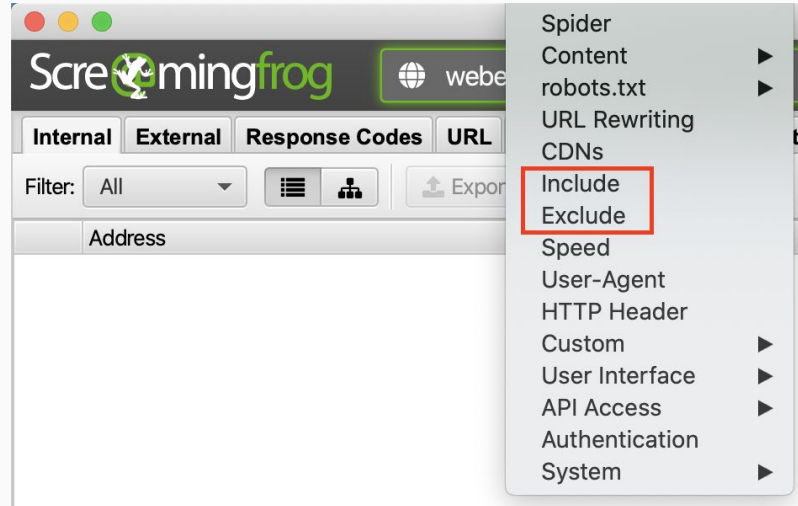 Screamingfrog
webe
Internal External Response Codes URL
Filter: All Expor
Address
Spider
Content
robots.txt
URL Rewriting
CDNs
Include
Exclude
Speed
User-Agent
HTTP Header
Custom
User Interface
API Access
Authentication
System